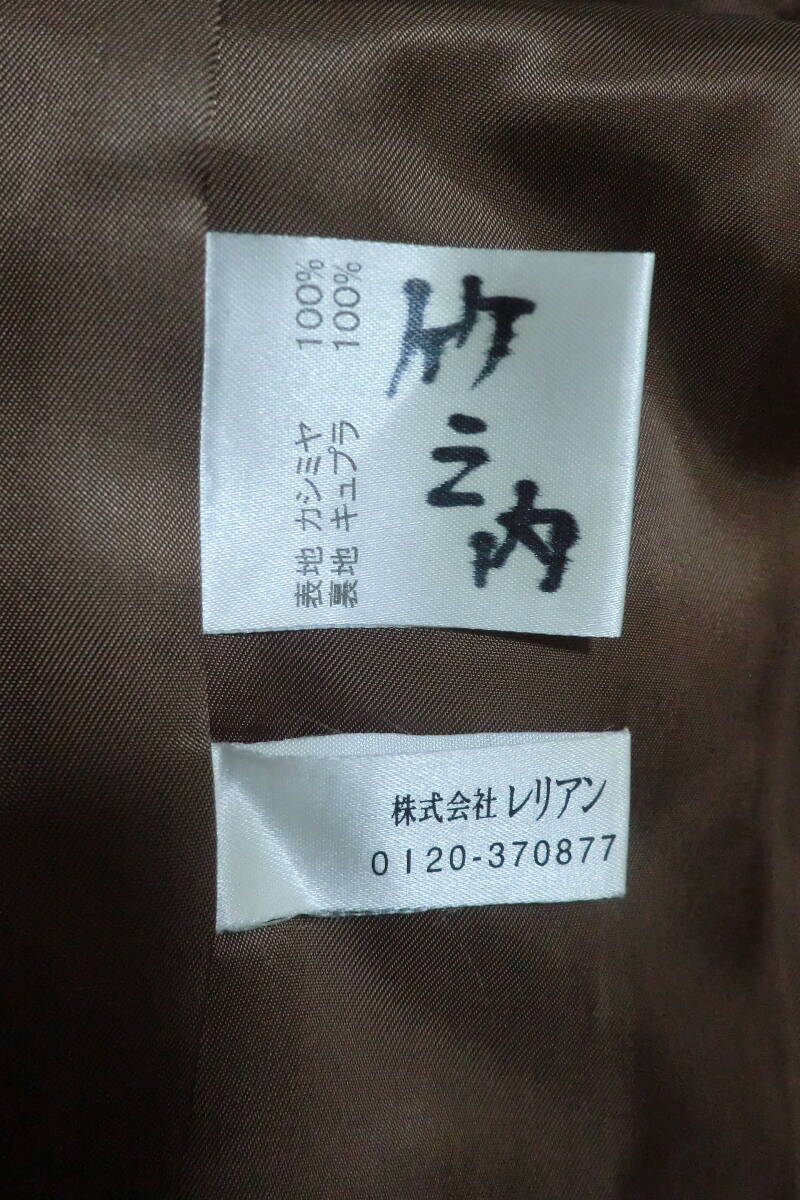 表地 カシミヤ 100%
裏地 キュプラ 100%
竹之内
株式会社 レリアン
0120-370877